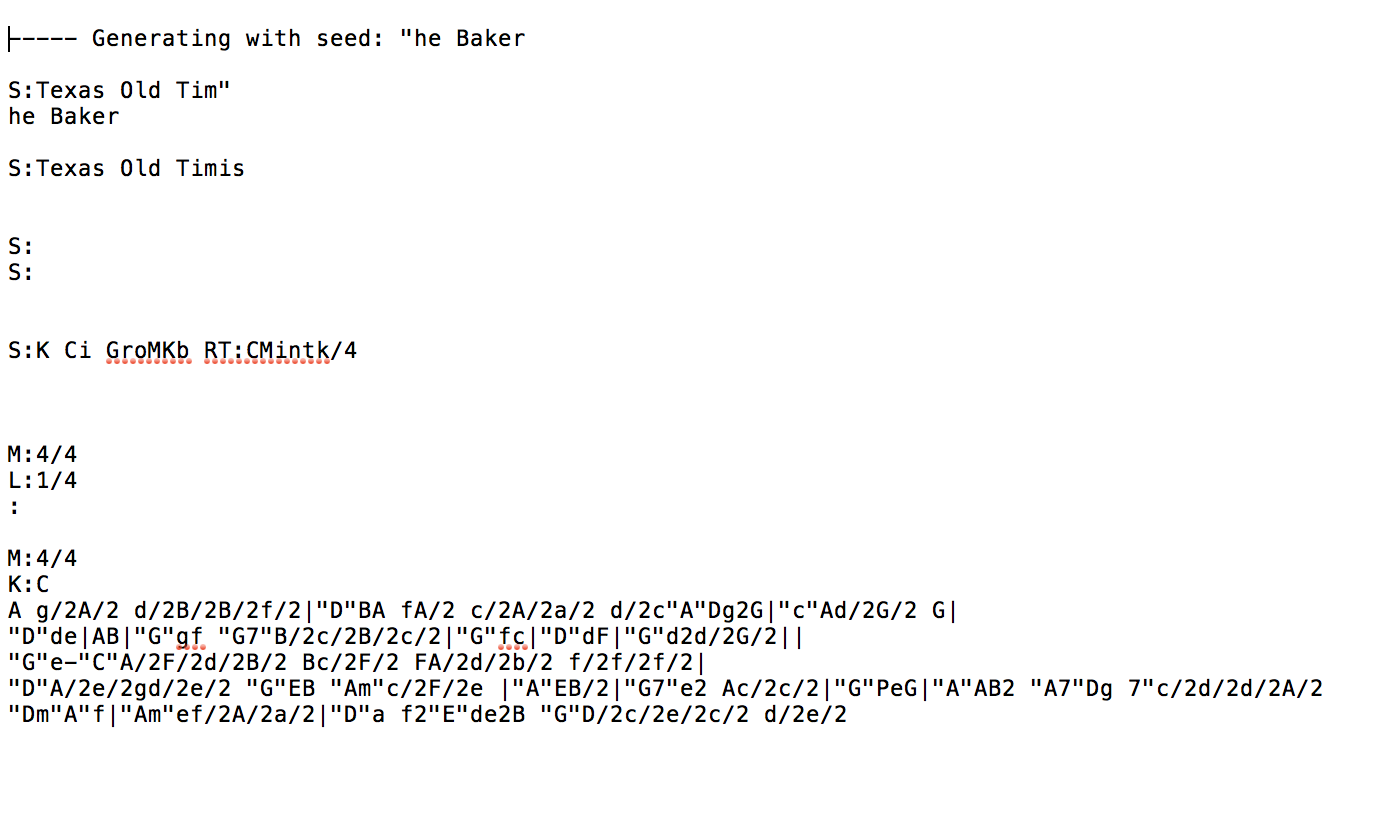 ----- Generating with seed: "he Baker
S:Texas Old Tim"
he Baker
S:Texas Old Timis
S:
S:
S:K Ci GroMKb RT:CMintk/4
M:4/4
L:1/4
:
M:4/4
K:C
A g/2A/2 d/2B/2B/2f/2|"D"BA fA/2 c/2A/2a/2 d/2c"A"Dg2G|"c"Ad/2G/2 G|
"D"de|AB|"G"gf "G7"B/2c/2B/2c/2|"G"fc|"D"dF|"G"d2d/2G/2||
"G"e-"C"A/2F/2d/2B/2 Bc/2F/2 FA/2d/2b/2 f/2f/2f/2|
"D"A/2e/2gd/2e/2 "G"EB "Am"c/2F/2e |"A"EB/2|"G7"e2 Ac/2c/2|"G"PeG|"A"AB2 "A7"Dg 7"c/2d/2d/2A/2
"Dm"A"f|"Am"ef/2A/2a/2|"D"a f2"E"de2B "G"D/2c/2e/2c/2 d/2e/2